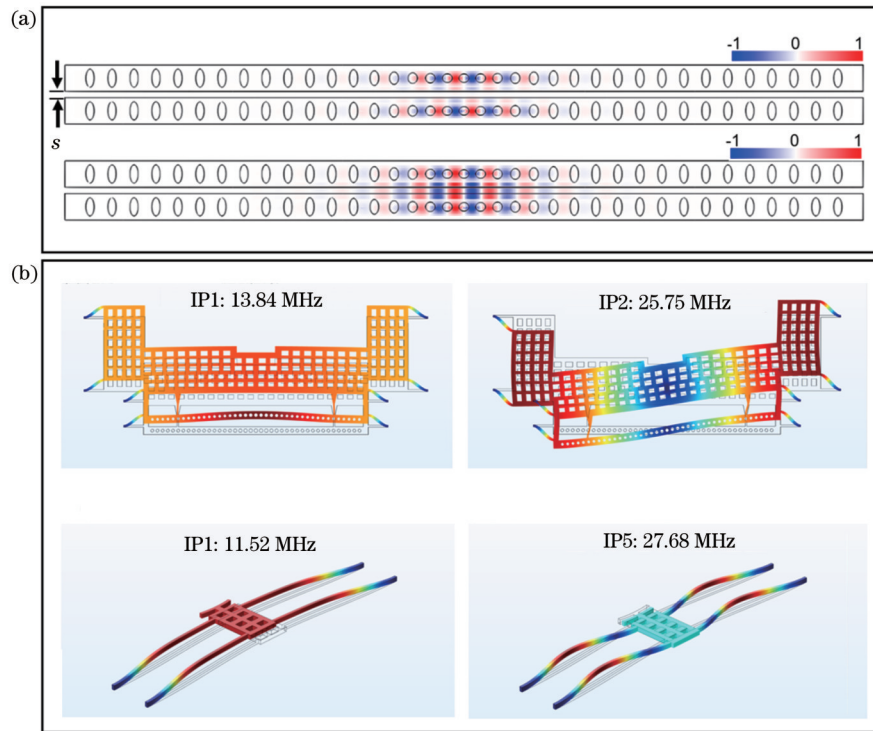 (a)
-1 0 1
s
-1 0 1
(b)
IP1: 13.84 MHz
IP2: 25.75 MHz
IP1: 11.52 MHz
IP5: 27.68 MHz